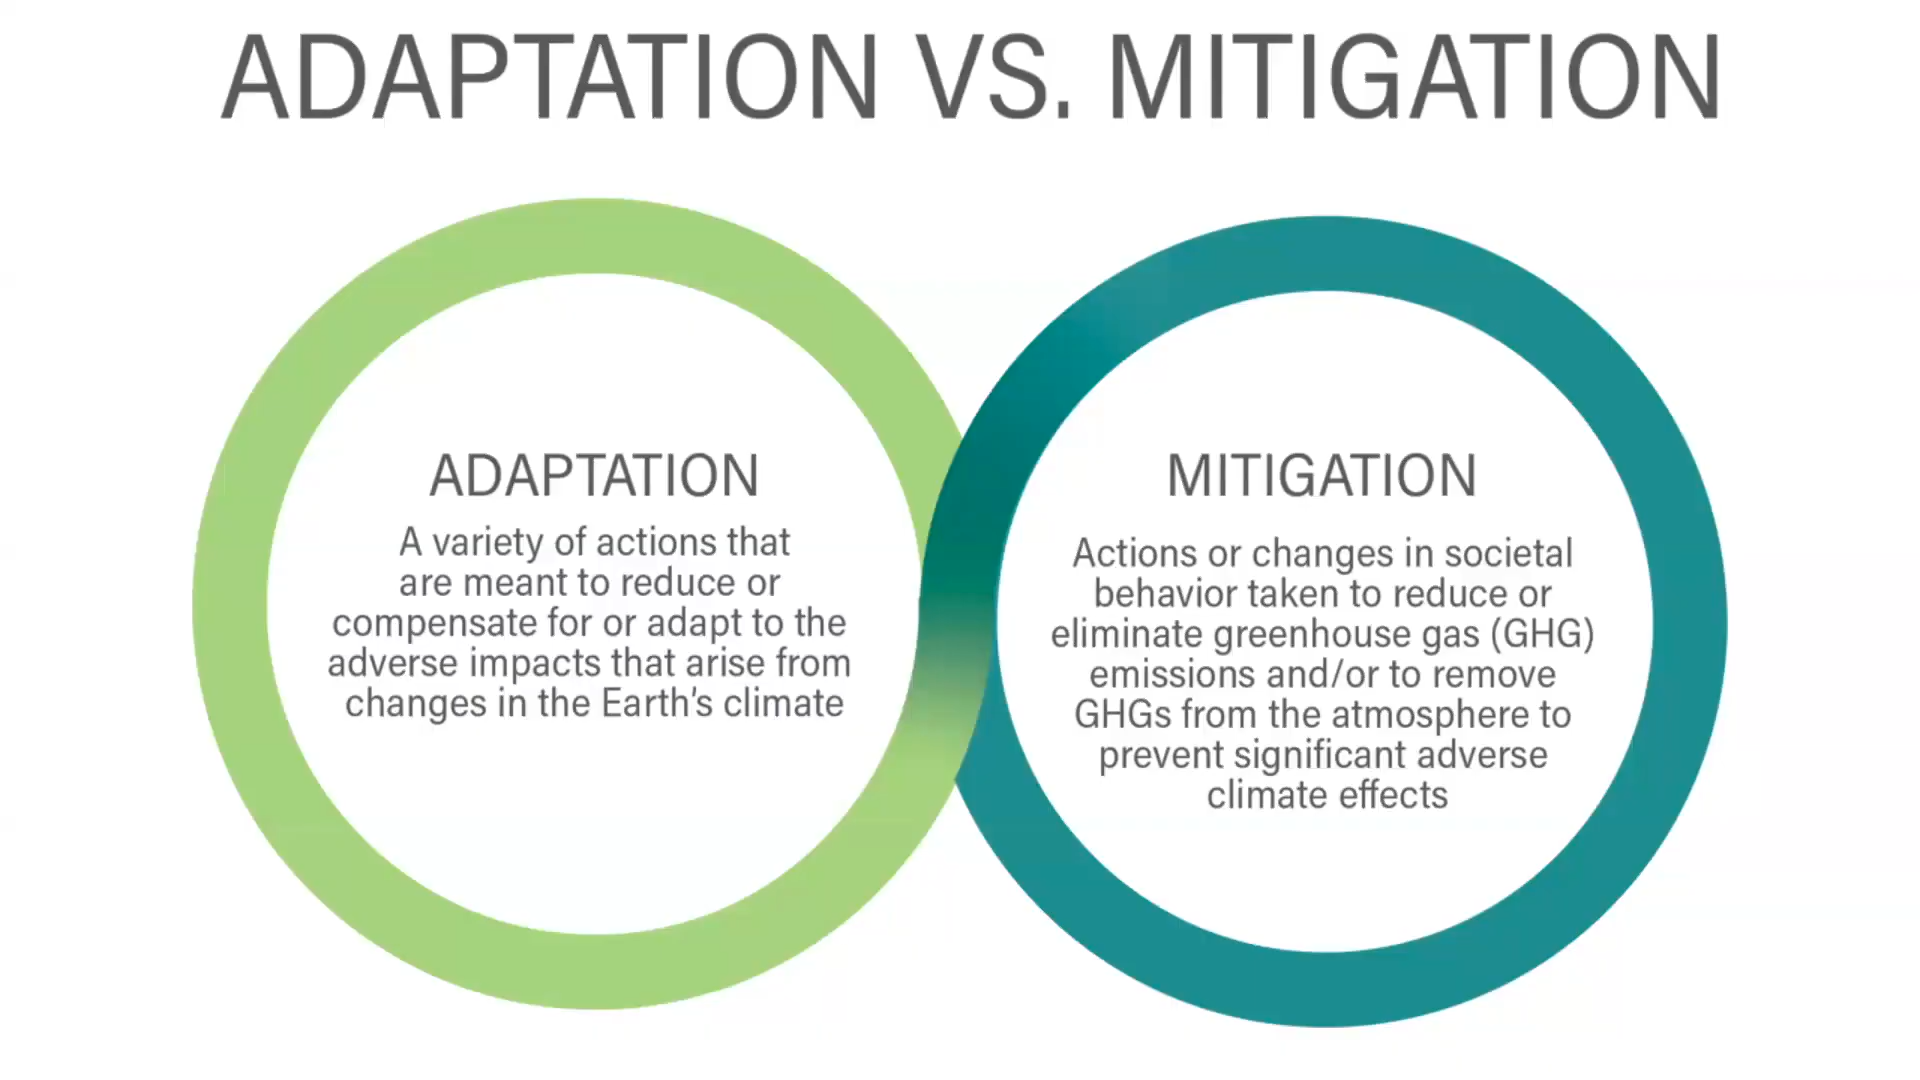 ADAPTATION VS. MITIGATION
ADAPTATION
A variety of actions that
are meant to reduce or
compensate for or adapt to the
adverse impacts that arise from
changes in the Earth's climate
MITIGATION
Actions or changes in societal
behavior taken to reduce or
eliminate greenhouse gas (GHG)
emissions and/or to remove
GHGs from the atmosphere to
prevent significant adverse
climate effects